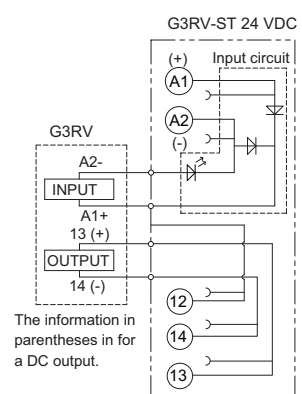 G3RV-ST 24 VDC
(+)
Input circuit
A1
A2
(-)
G3RV
A2-
INPUT
A1+
13 (+)
OUTPUT
14 (-)
12
14
13
The information in
parentheses in for
a DC output.